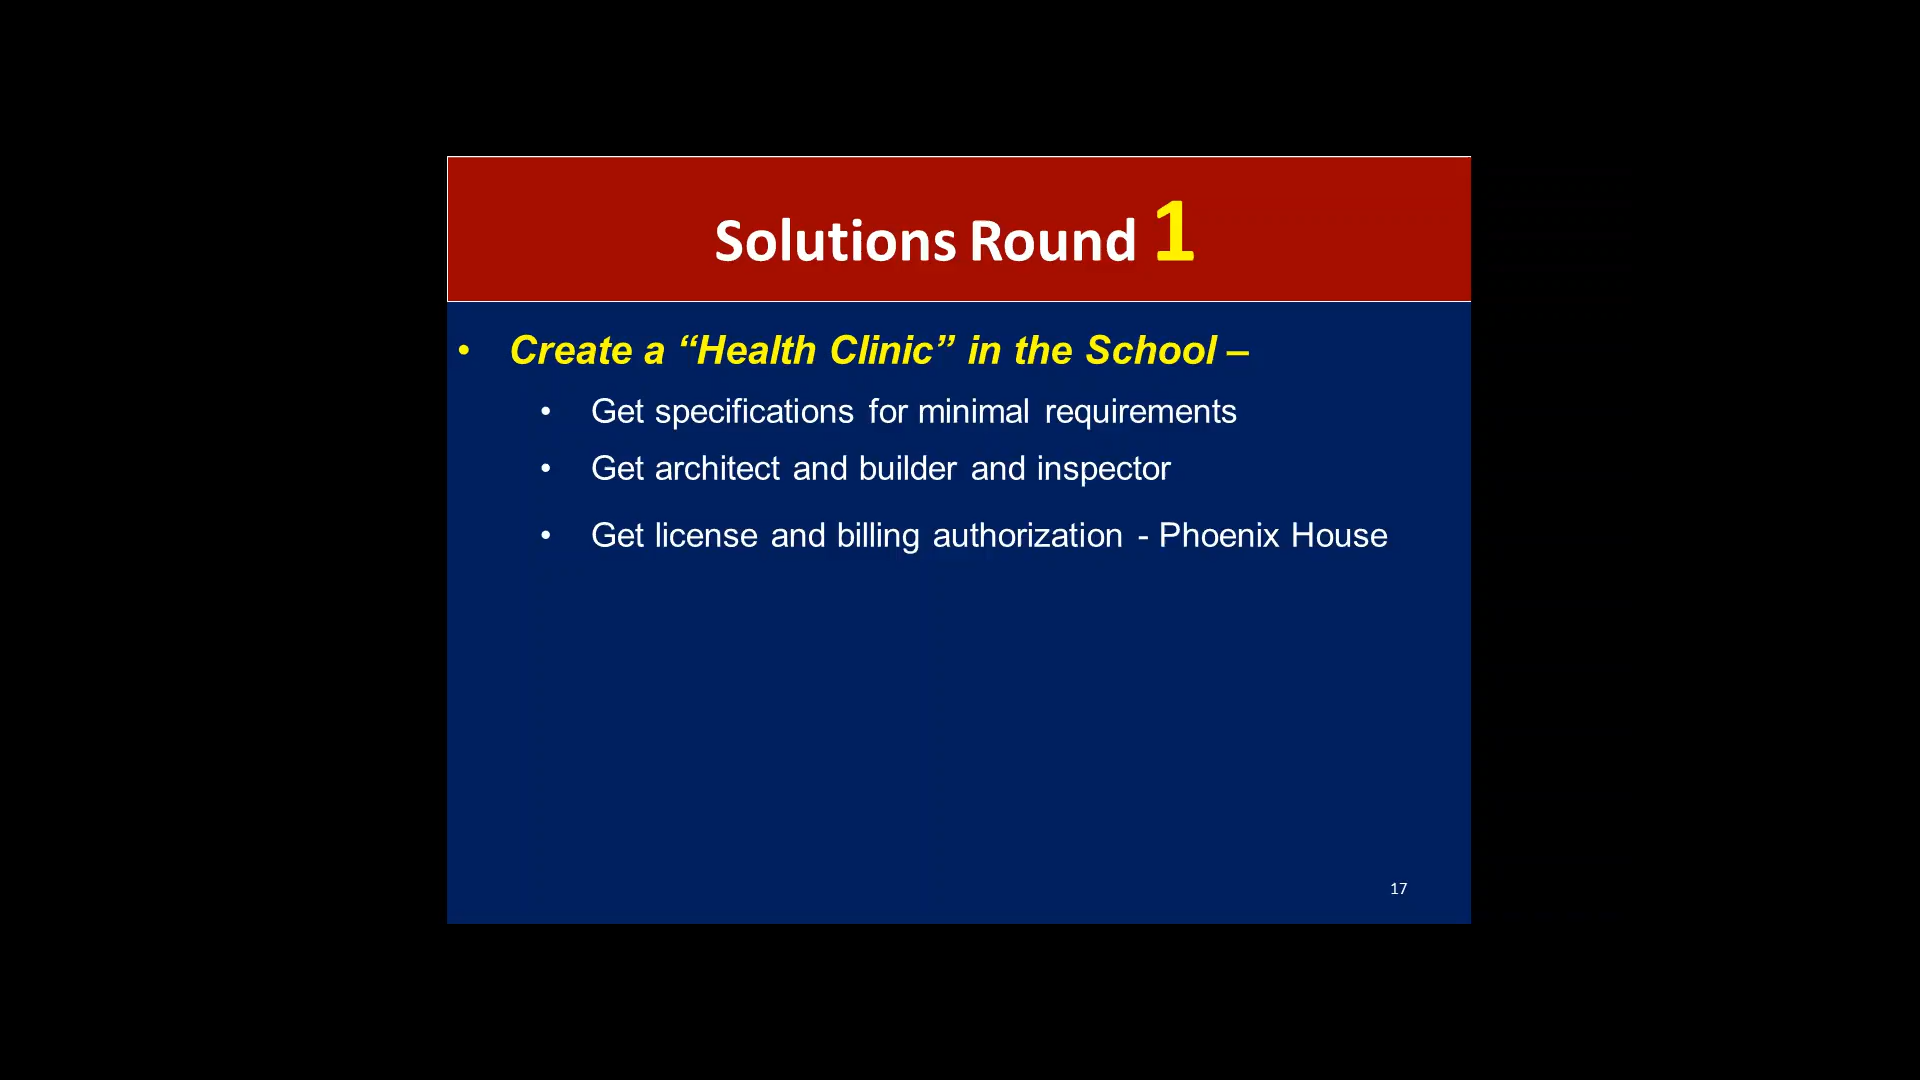 Solutions Round 1
• Create a “Health Clinic” in the School –
• Get specifications for minimal requirements
• Get architect and builder and inspector
• Get license and billing authorization - Phoenix House
17